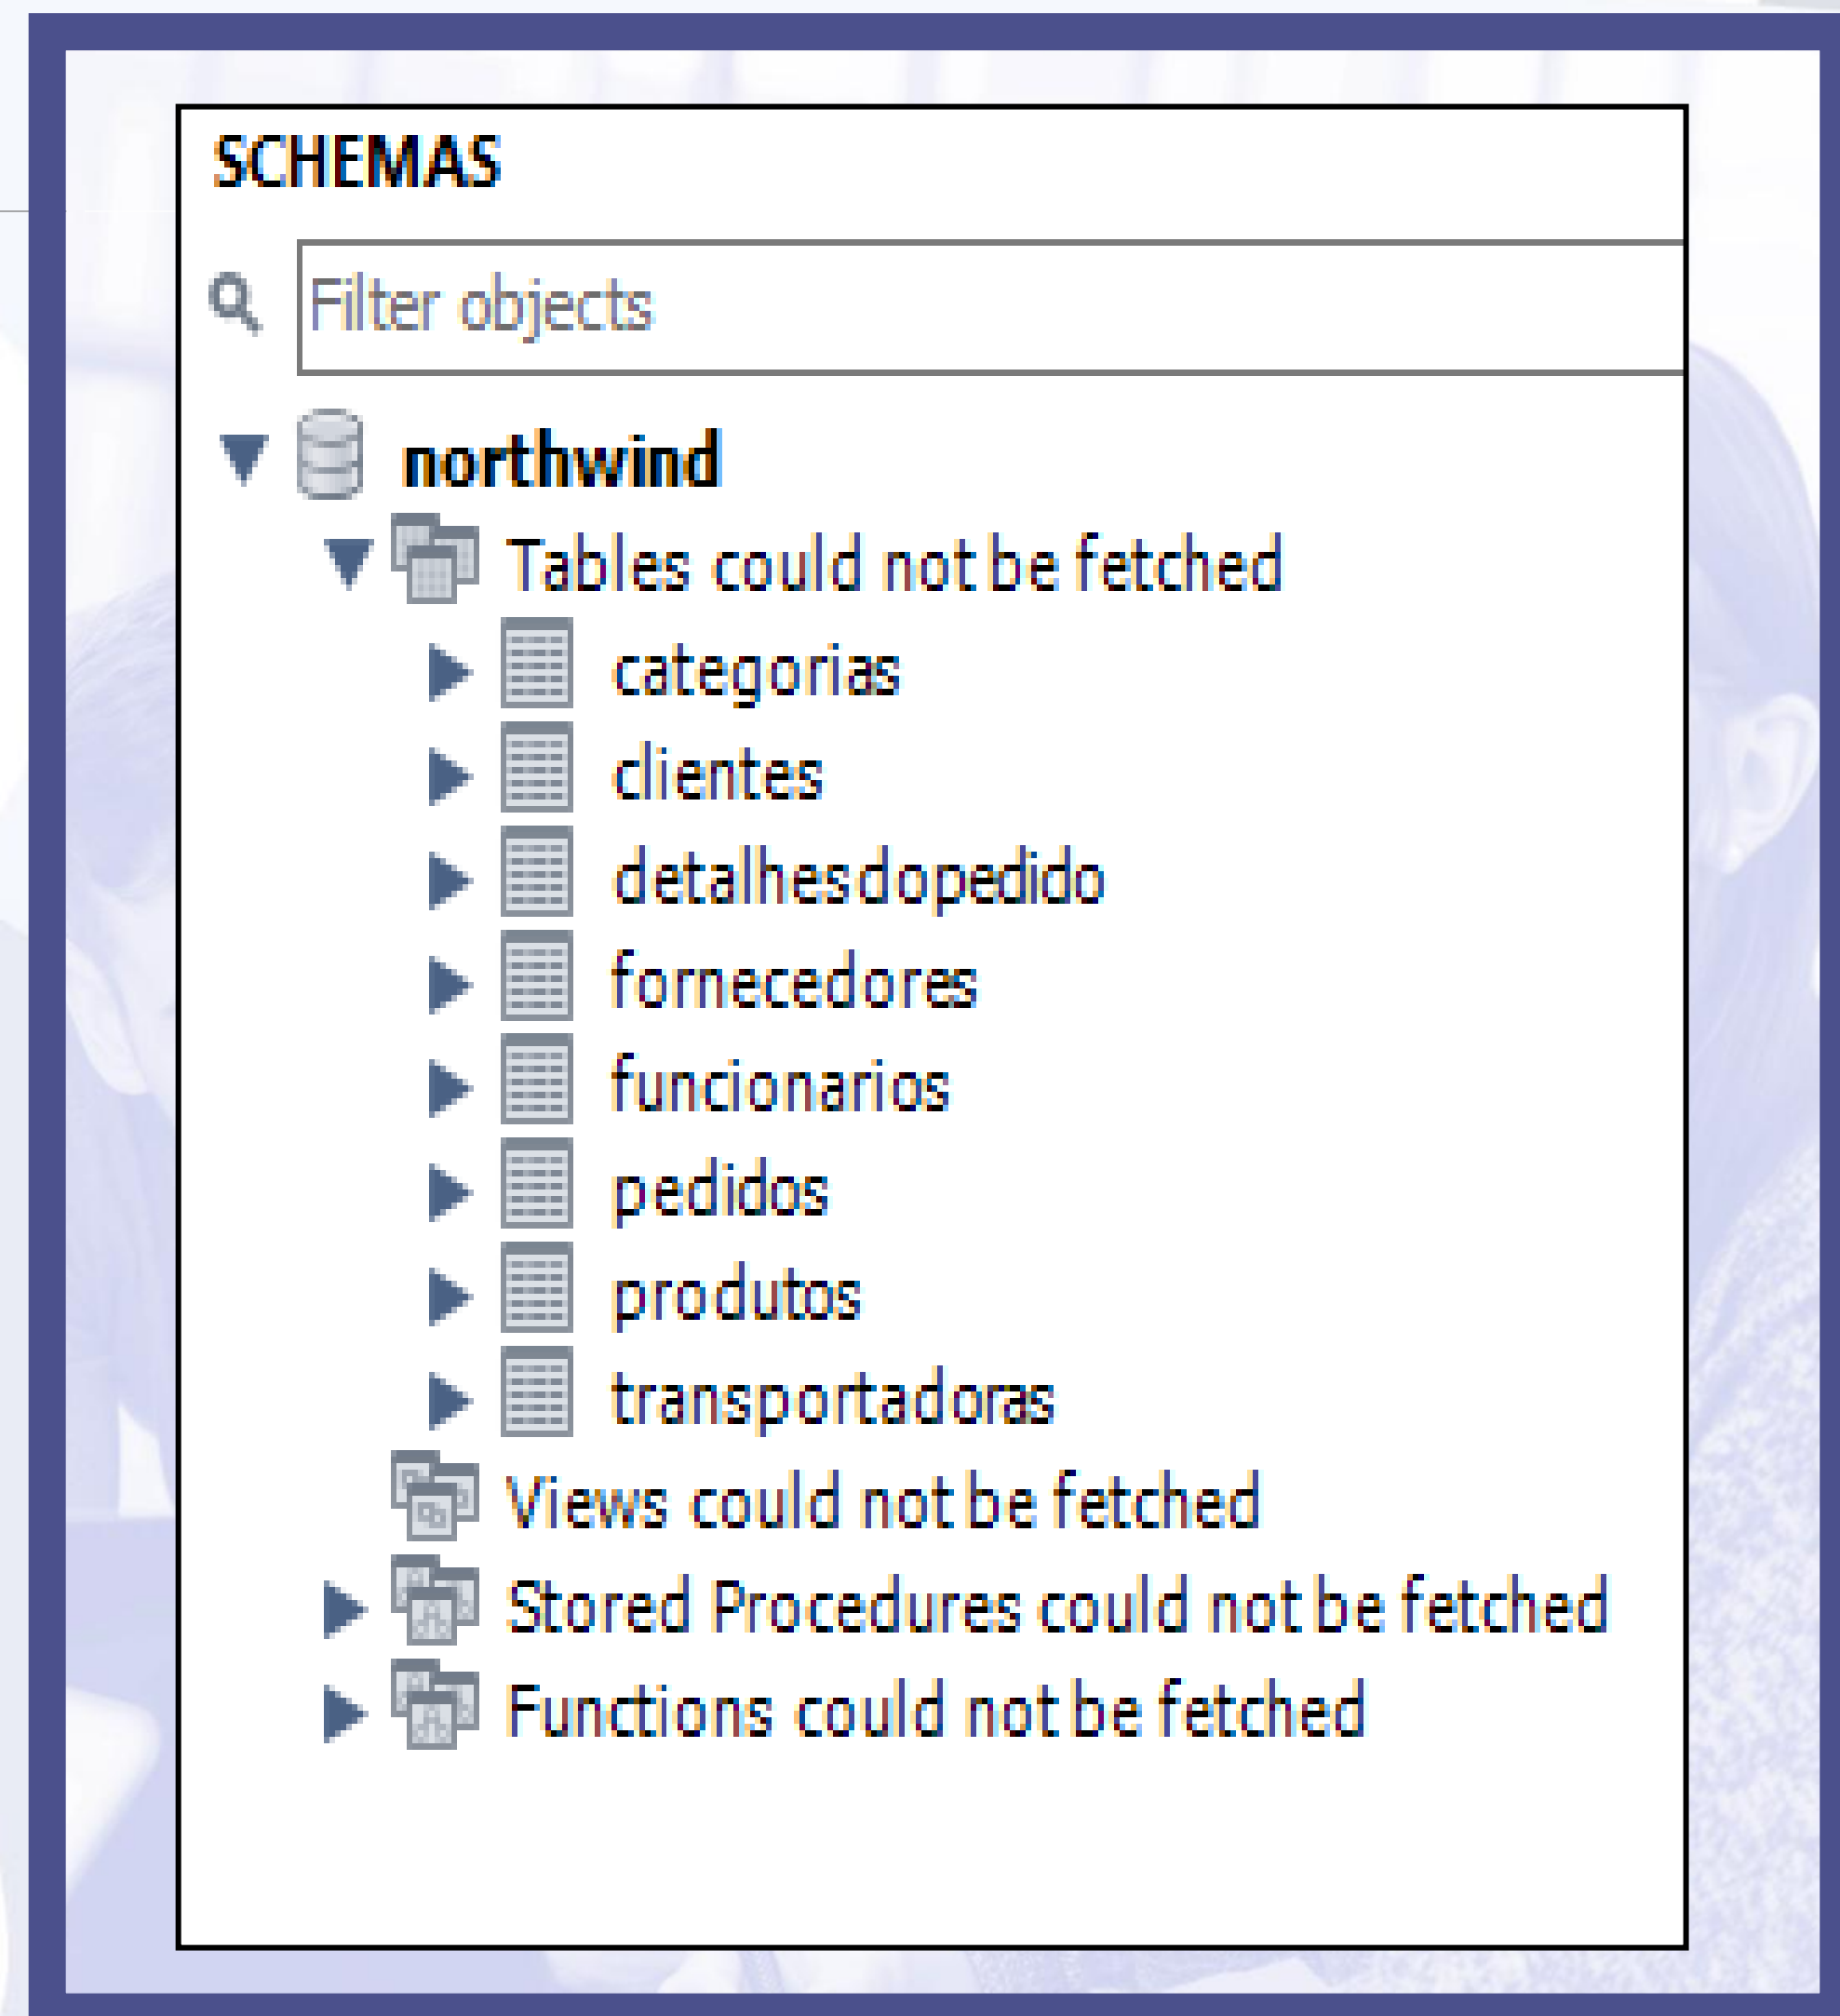 SCHEMAS
Filter objects
northwind
Tables could not be fetched
categorias
clientes
detalhesdopedido
fornecedores
funcionarios
pedidos
produtos
transportadoras
Views could not be fetched
Stored Procedures could not be fetched
Functions could not be fetched